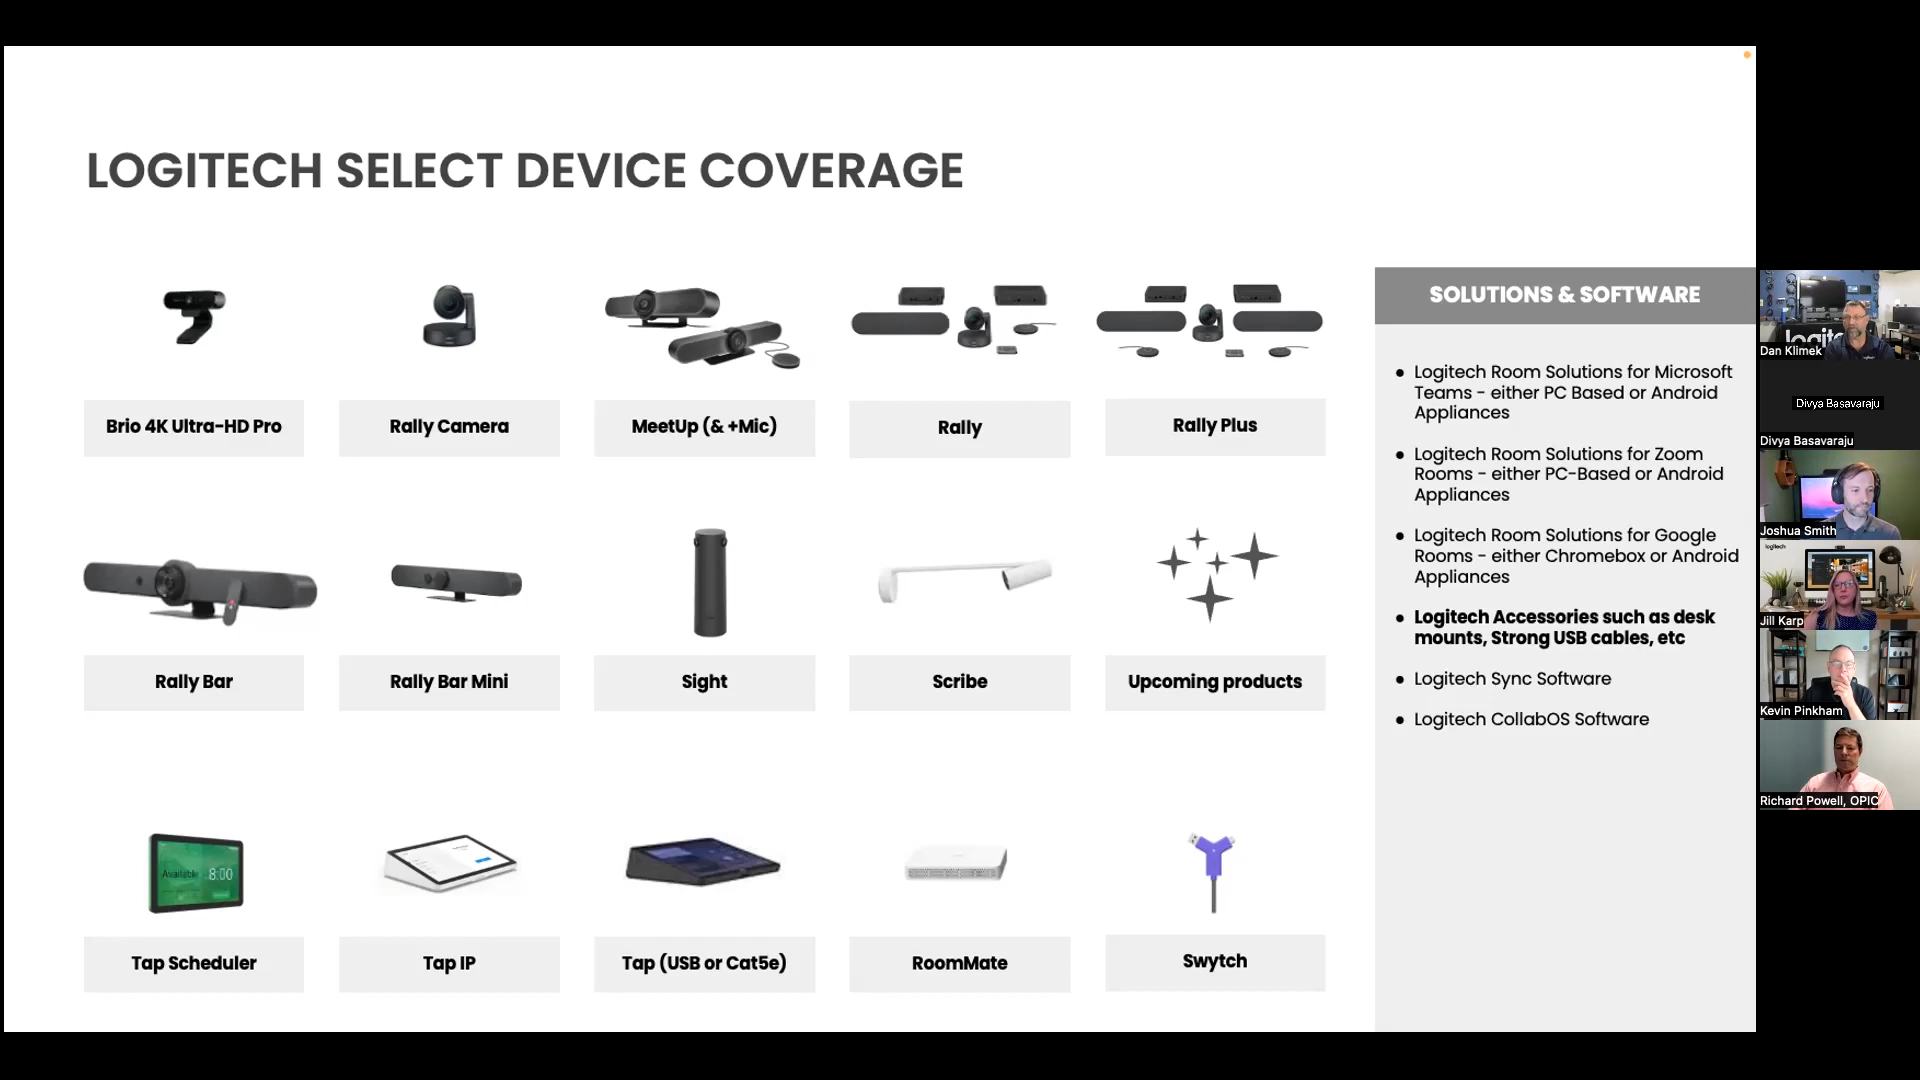 LOGITECH SELECT DEVICE COVERAGE
Brio 4K Ultra-HD Pro
Rally Camera
MeetUp (& +Mic)
Rally
Rally Plus
Rally Bar
Rally Bar Mini
Sight
Scribe
Upcoming products
Available 8:00
Tap Scheduler
Tap IP
Tap (USB or Cat5e)
RoomMate
Swytch
SOLUTIONS & SOFTWARE
● Logitech Room Solutions for Microsoft
Teams - either PC Based or Android
Appliances
● Logitech Room Solutions for Zoom
Rooms - either PC-Based or Android
Appliances
● Logitech Room Solutions for Google
Rooms - either Chromebox or Android
Appliances
● Logitech Accessories such as desk
mounts, Strong USB cables, etc
● Logitech Sync Software
● Logitech CollabOS Software
Dan Klimek
Divya Basavaraju
Divya Basavaraju
Joshua Smith
logitech
Jill Karp
Kevin Pinkham
Richard Powell, OPIC